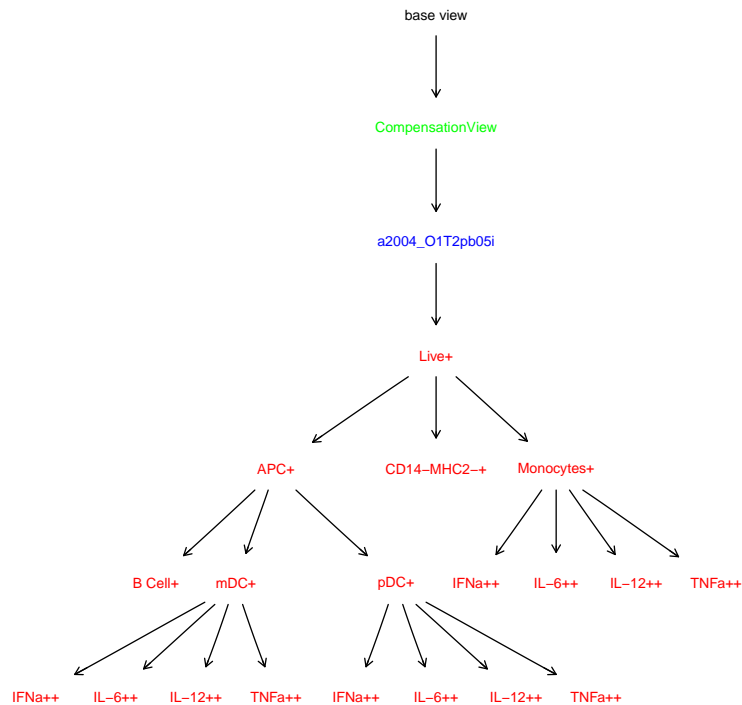 base view
CompensationView
a2004_O1T2pb05i
Live+
APC+ CD14−MHC2−+ Monocytes+
B Cell+ mDC+ pDC+ IFNa++ IL−6++ IL−12++ TNFa++
IFNa++ IL−6++ IL−12++ TNFa++ IFNa++ IL−6++ IL−12++ TNFa++